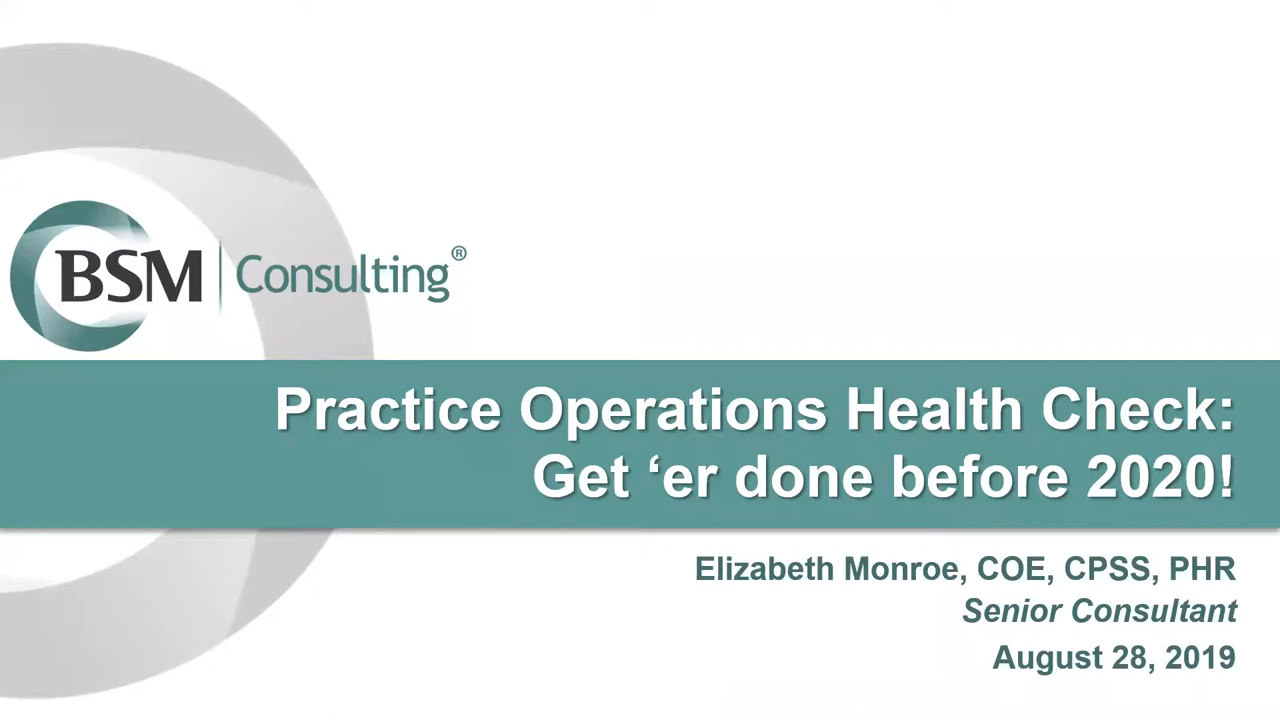 BSM Consulting®
Practice Operations Health Check:
Get ‘er done before 2020!
Elizabeth Monroe, COE, CPSS, PHR
Senior Consultant
August 28, 2019